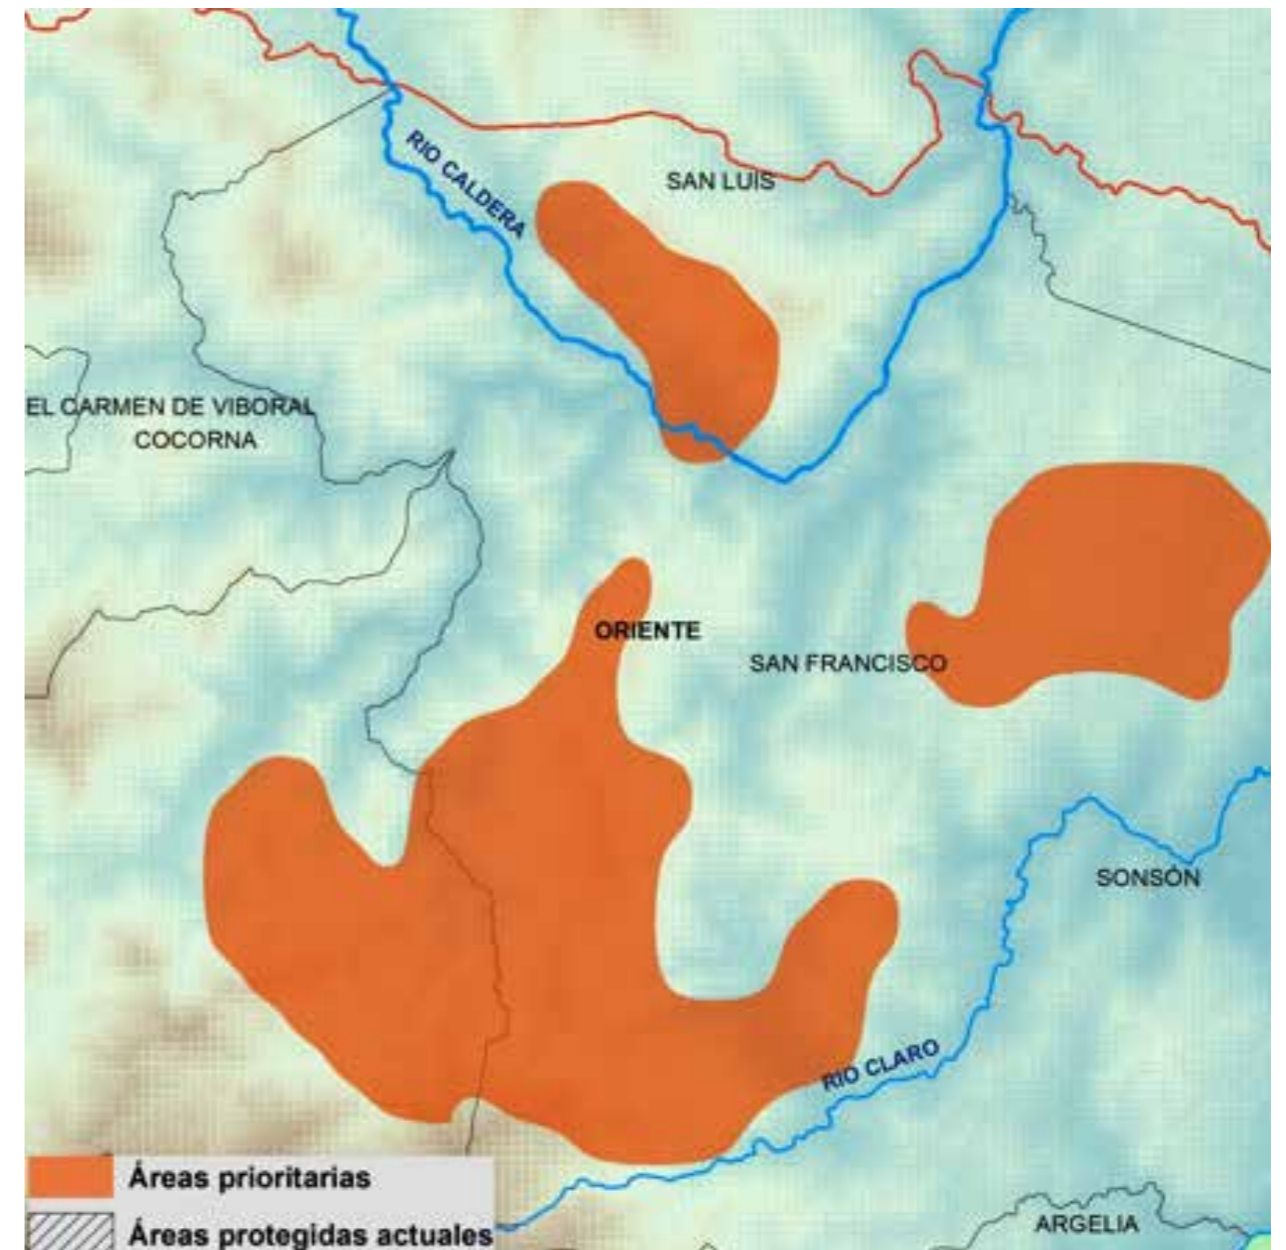 RIO CALDERA
SAN LUIS
EL CARMEN DE VIBORAL
COCORNA
ORIENTE
SAN FRANCISCO
SONSÓN
RIO CLARO
Áreas prioritarias
ARGELIA
Áreas protegidas actuales